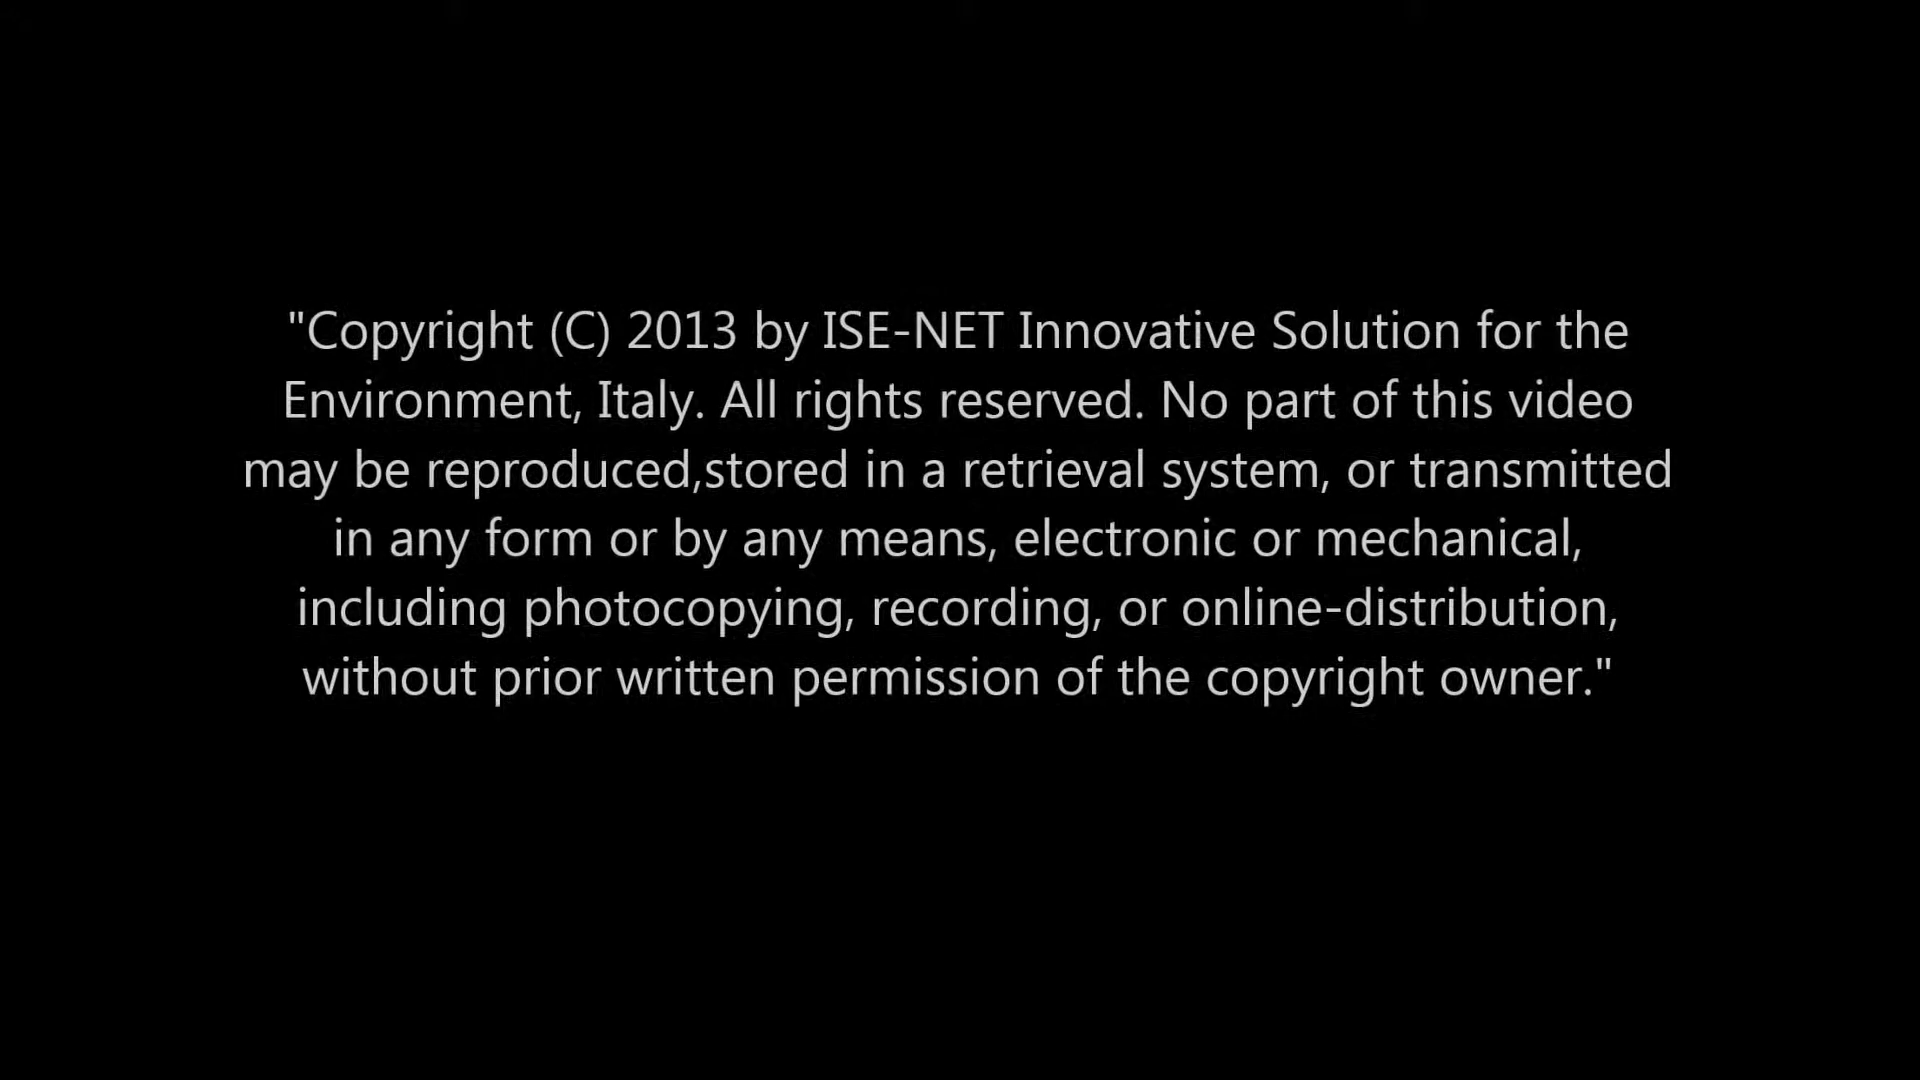 "Copyright (C) 2013 by ISE-NET Innovative Solution for the
Environment, Italy. All rights reserved. No part of this video
may be reproduced,stored in a retrieval system, or transmitted
in any form or by any means, electronic or mechanical,
including photocopying, recording, or online-distribution,
without prior written permission of the copyright owner."